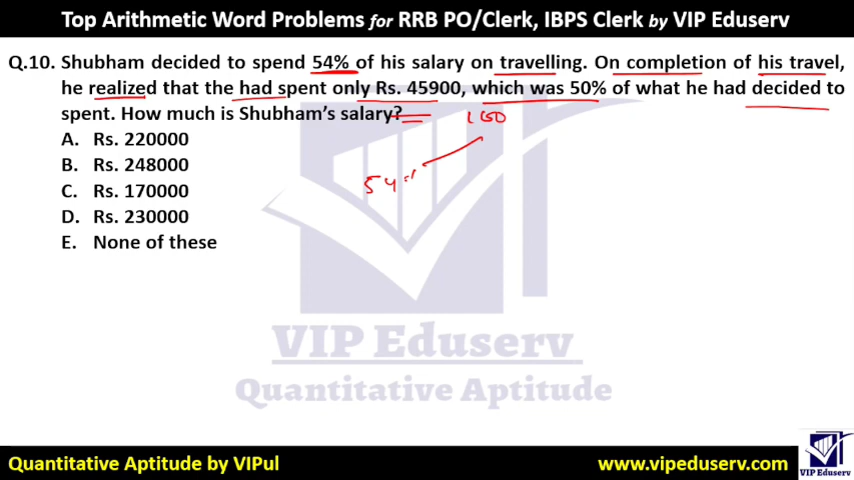 Top Arithmetic Word Problems for RRB PO/Clerk, IBPS Clerk by VIP Eduserv
Q.10. Shubham decided to spend 54% of his salary on travelling. On completion of his travel,
he realized that the had spent only Rs. 45900, which was 50% of what he had decided to
spent. How much is Shubham's salary?
100
A. Rs. 220000
B. Rs. 248000
54%
C. Rs. 170000
D. Rs. 230000
E. None of these
VIP Eduserv
Quantitative Aptitude
Quantitative Aptitude by VIPul
www.vipeduserv.com
VIP Eduserv